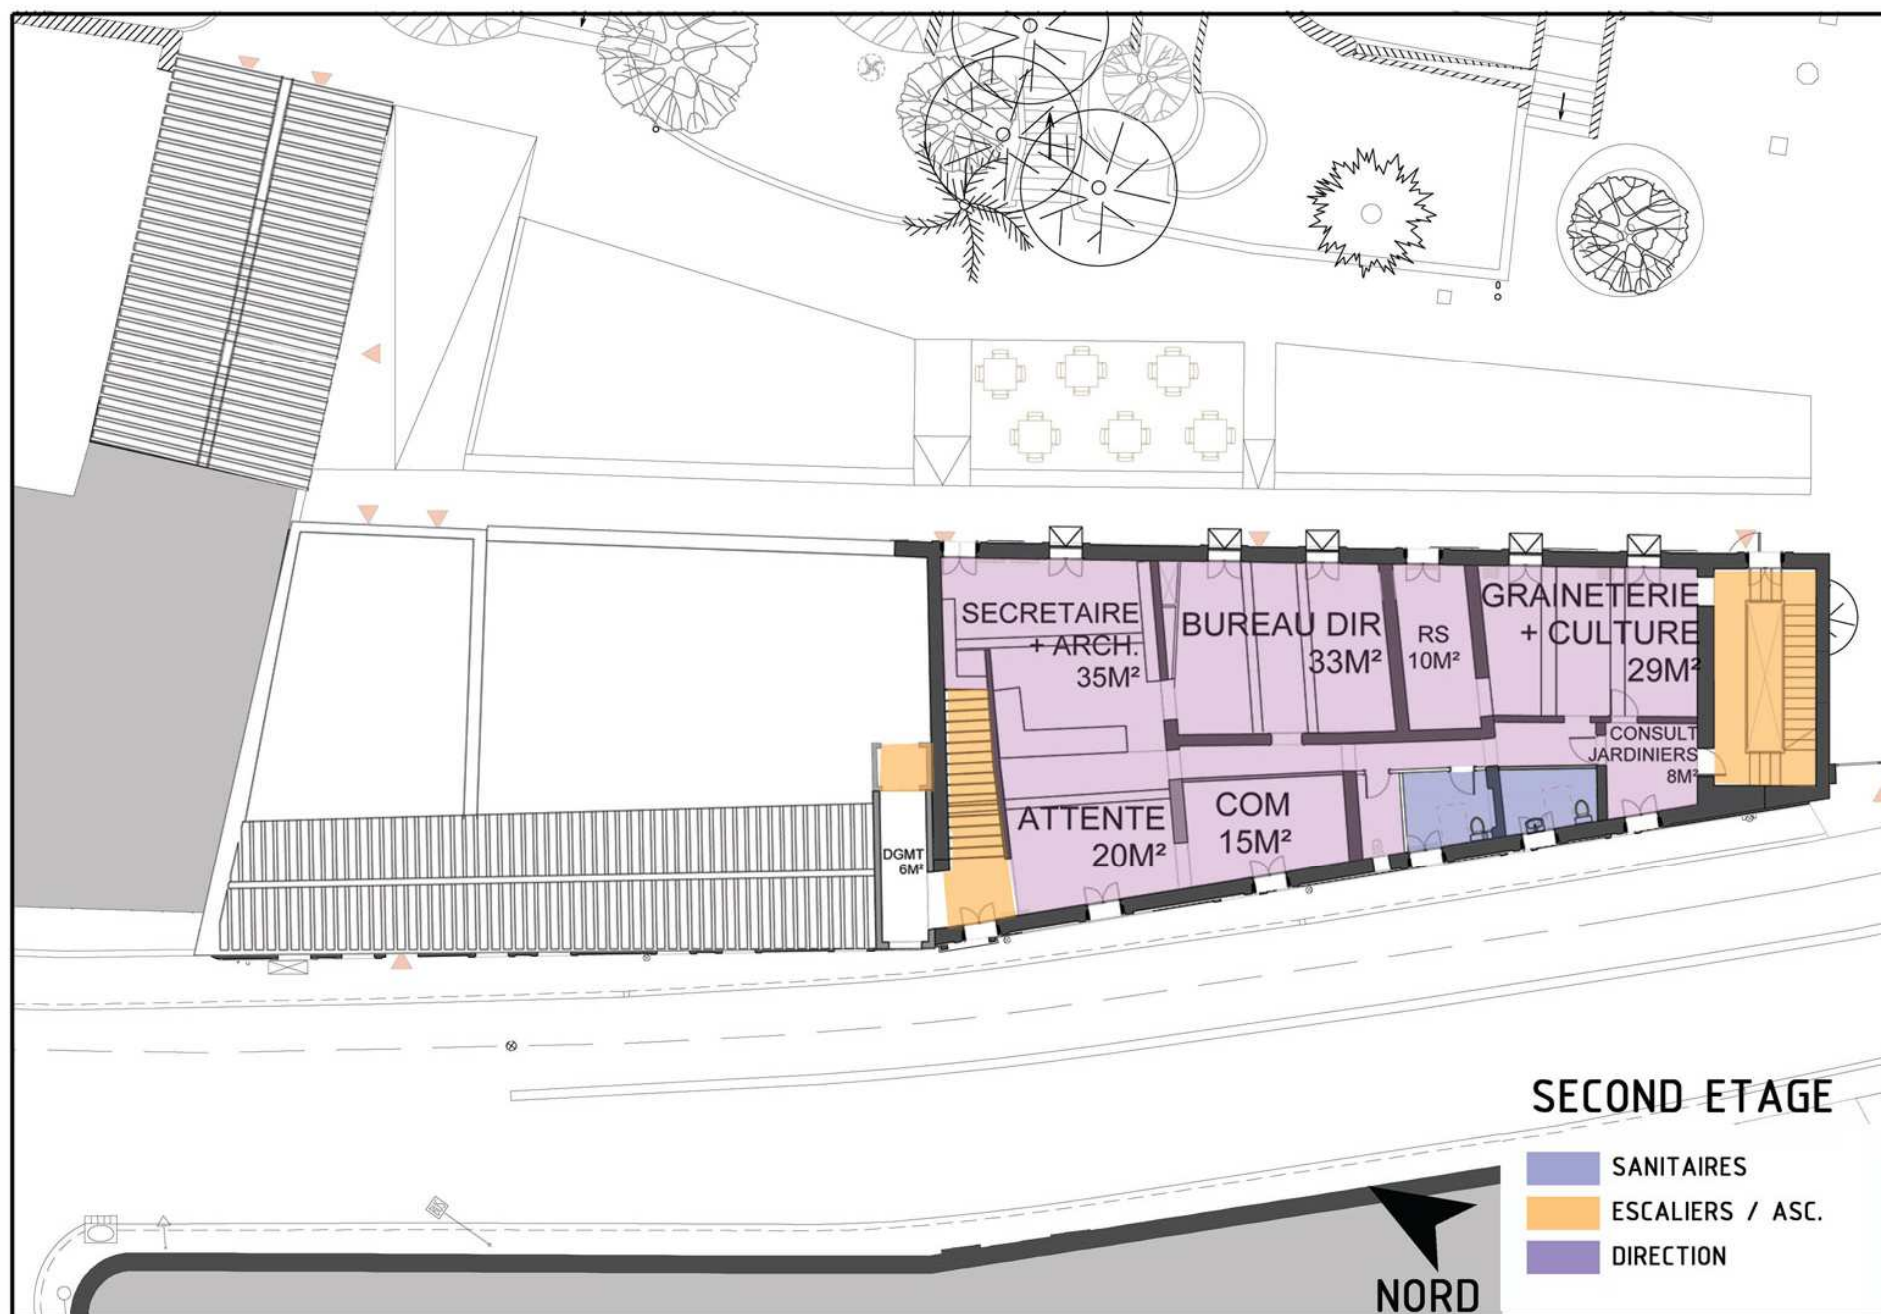 SECRETAIRE
+ ARCH.
35M²
BUREAU DIR
33M²
RS
10M²
GRAINETERIE
+ CULTURE
29M²
CONSULT
JARDINIERS
8M²
ATTENTE
20M²
COM
15M²
DGMT
6M²
SECOND ETAGE
SANITAIRES
ESCALIERS / ASC.
DIRECTION
NORD